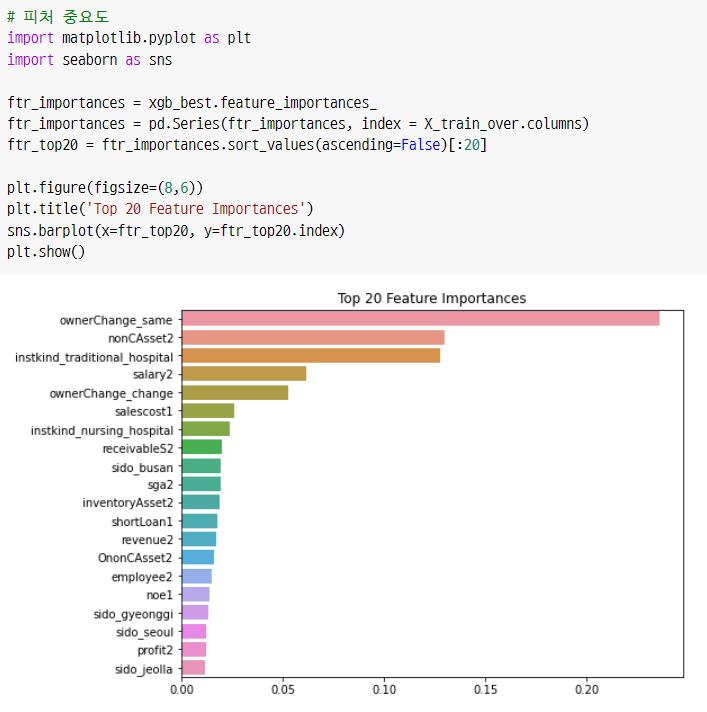 # 피처 중요도
import matplotlib.pyplot as plt
import seaborn as sns
ftr_importances = xgb_best.feature_importances_
ftr_importances = pd.Series(ftr_importances, index = X_train_over.columns)
ftr_top20 = ftr_importances.sort_values(ascending=False)[:20]
plt.figure(figsize=(8,6))
plt.title('Top 20 Feature Importances')
sns.barplot(x=ftr_top20, y=ftr_top20.index)
plt.show()
Top 20 Feature Importances
ownerChange_same
nonCAsset2
instkind_traditional_hospital
salary2
ownerChange_change
salescost1
instkind_nursing_hospital
receivableS2
sido_busan
sga2
inventoryAsset2
shortLoan1
revenue2
OnonCAsset2
employee2
noe1
sido_gyeonggi
sido_seoul
profit2
sido_jeolla
0.00 0.05 0.10 0.15 0.20